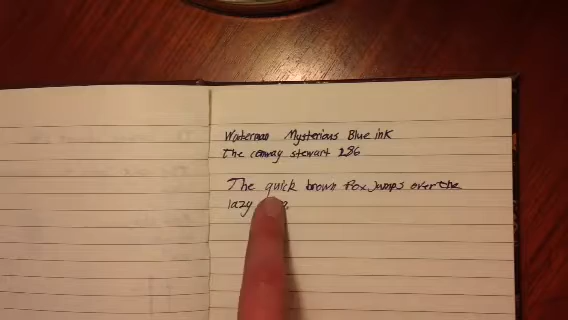 Waterman Mysterious Blue ink
The conway stewart 286
The quick brown fox jumps over the
lazy